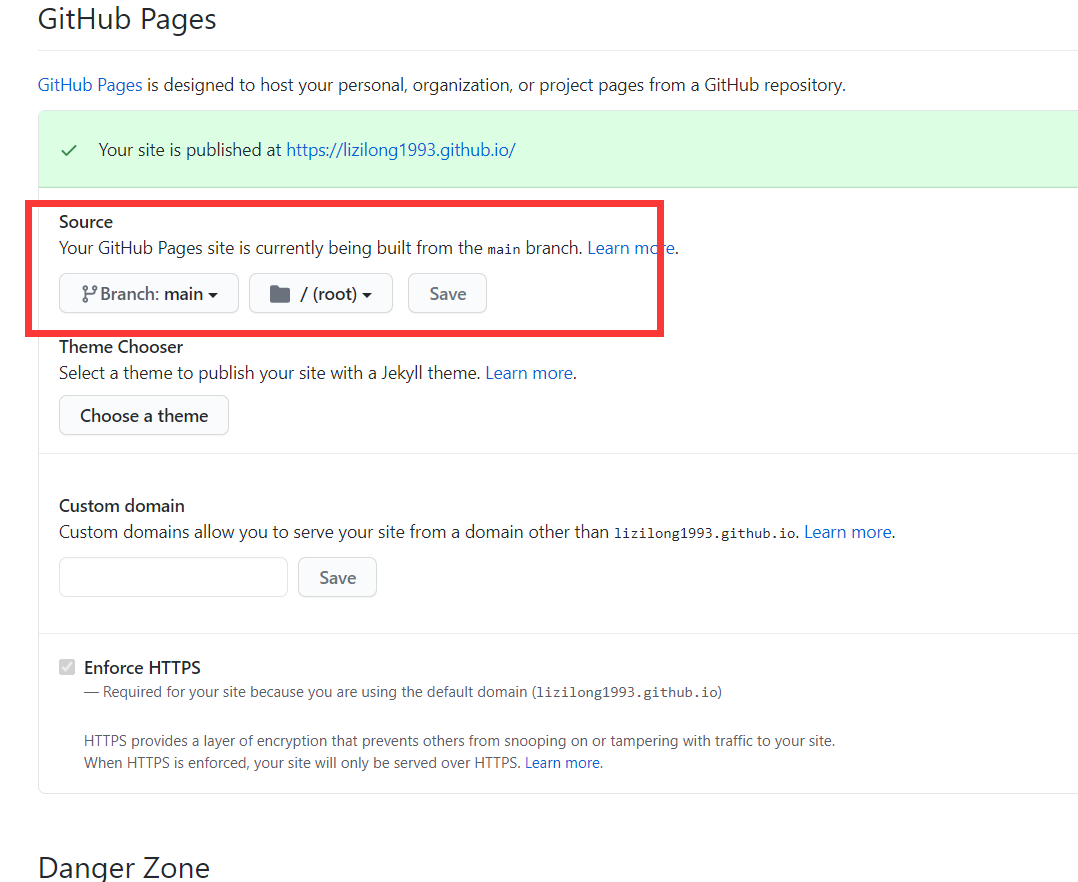 GitHub Pages
GitHub Pages is designed to host your personal, organization, or project pages from a GitHub repository.
Your site is published at https://lizilong1993.github.io/
Source
Your GitHub Pages site is currently being built from the main branch. Learn more.
Branch: main / (root) Save
Theme Chooser
Select a theme to publish your site with a Jekyll theme. Learn more.
Choose a theme
Custom domain
Custom domains allow you to serve your site from a domain other than lizilong1993.github.io. Learn more.
Save
Enforce HTTPS
— Required for your site because you are using the default domain (lizilong1993.github.io)
HTTPS provides a layer of encryption that prevents others from snooping on or tampering with traffic to your site.
When HTTPS is enforced, your site will only be served over HTTPS. Learn more.
Danger Zone